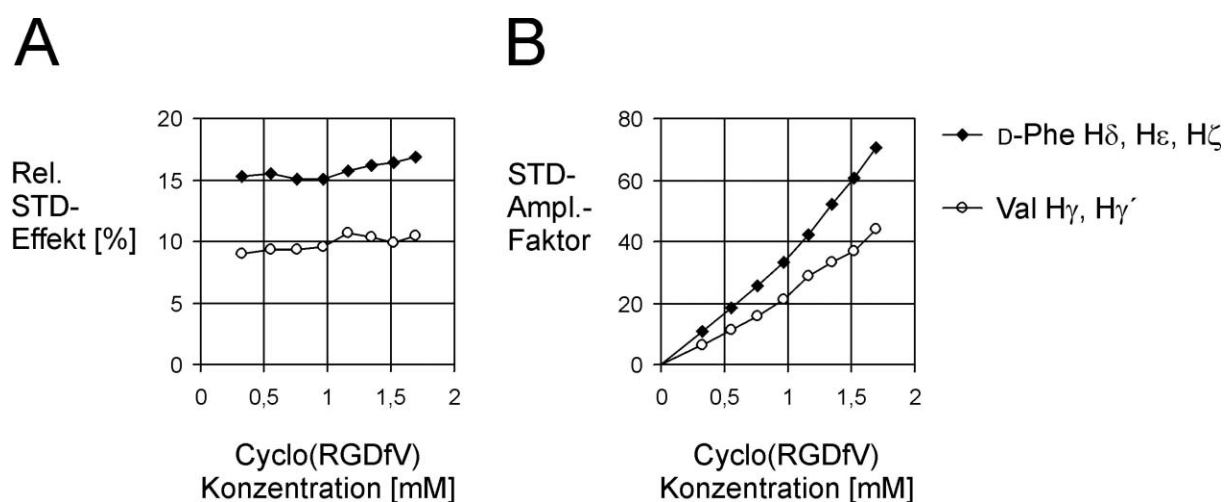 A
Rel.
STD-
Effekt [%]
20
15
10
5
0
0 0,5 1 1,5 2
Cyclo(RGDfV)
Konzentration [mM]
B
STD-
Ampl.-
Faktor
80
60
40
20
0
0 0,5 1 1,5 2
Cyclo(RGDfV)
Konzentration [mM]
D-Phe Hδ, Hε, Hζ
Val Hγ, Hγ´